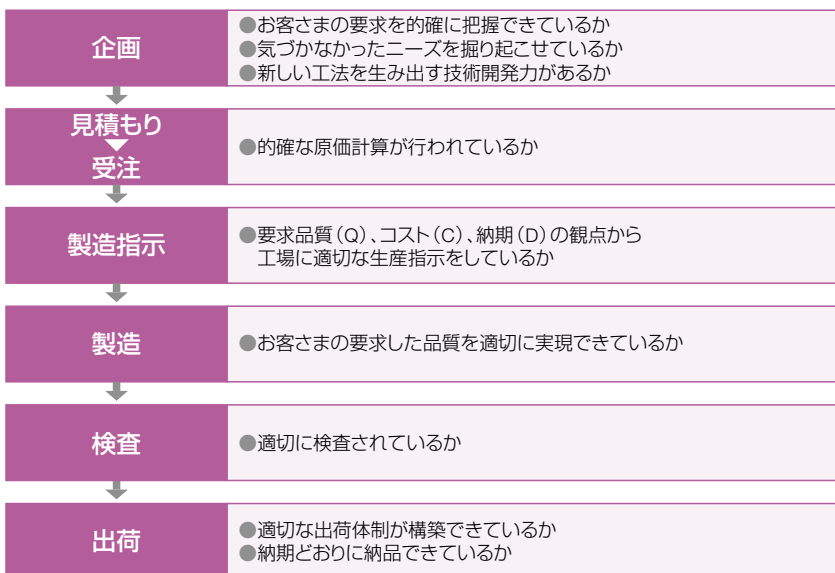 企画
●お客さまの要求を的確に把握できているか
●気づかなかったニーズを掘り起こせているか
●新しい工法を生み出す技術開発力があるか
見積もり
受注
●的確な原価計算が行われているか
製造指示
●要求品質(Q)、コスト(C)、納期(D)の観点から
工場に適切な生産指示をしているか
製造
●お客さまの要求した品質を適切に実現できているか
検査
●適切に検査されているか
出荷
●適切な出荷体制が構築できているか
●納期どおりに納品できているか